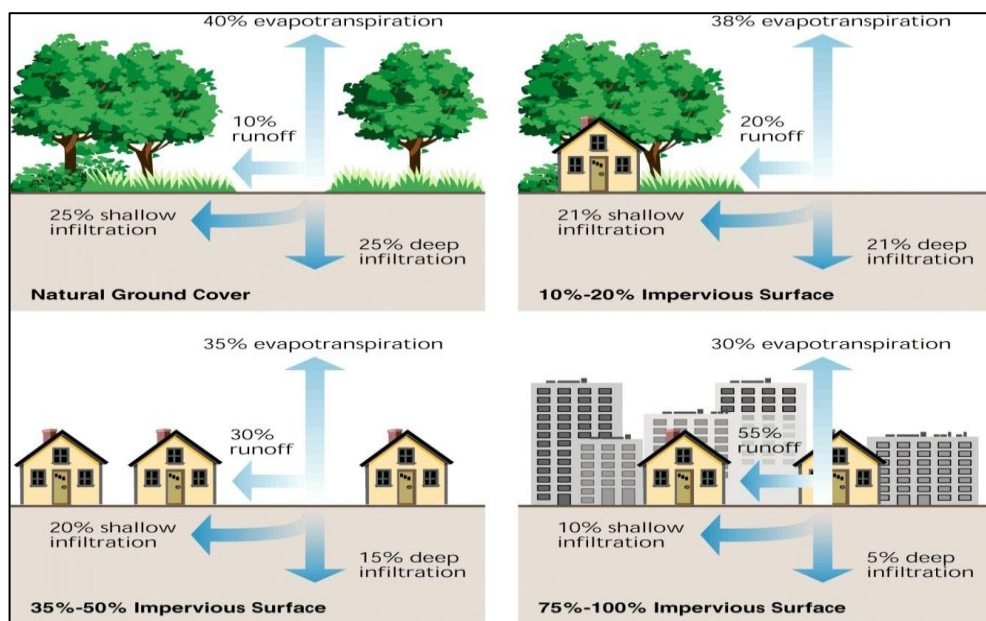 40% evapotranspiration
10%
runoff
25% shallow
infiltration
25% deep
infiltration
Natural Ground Cover
38% evapotranspiration
20%
runoff
21% shallow
infiltration
21% deep
infiltration
10%-20% Impervious Surface
35% evapotranspiration
30%
runoff
20% shallow
infiltration
15% deep
infiltration
35%-50% Impervious Surface
30% evapotranspiration
55%
runoff
10% shallow
infiltration
5% deep
infiltration
75%-100% Impervious Surface